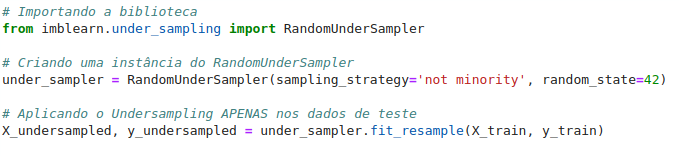 # Importando a biblioteca
from imblearn.under_sampling import RandomUnderSampler
# Criando uma instância do RandomUnderSampler
under_sampler = RandomUnderSampler(sampling_strategy='not minority', random_state=42)
# Aplicando o Undersampling APENAS nos dados de teste
X_undersampled, y_undersampled = under_sampler.fit_resample(X_train, y_train)